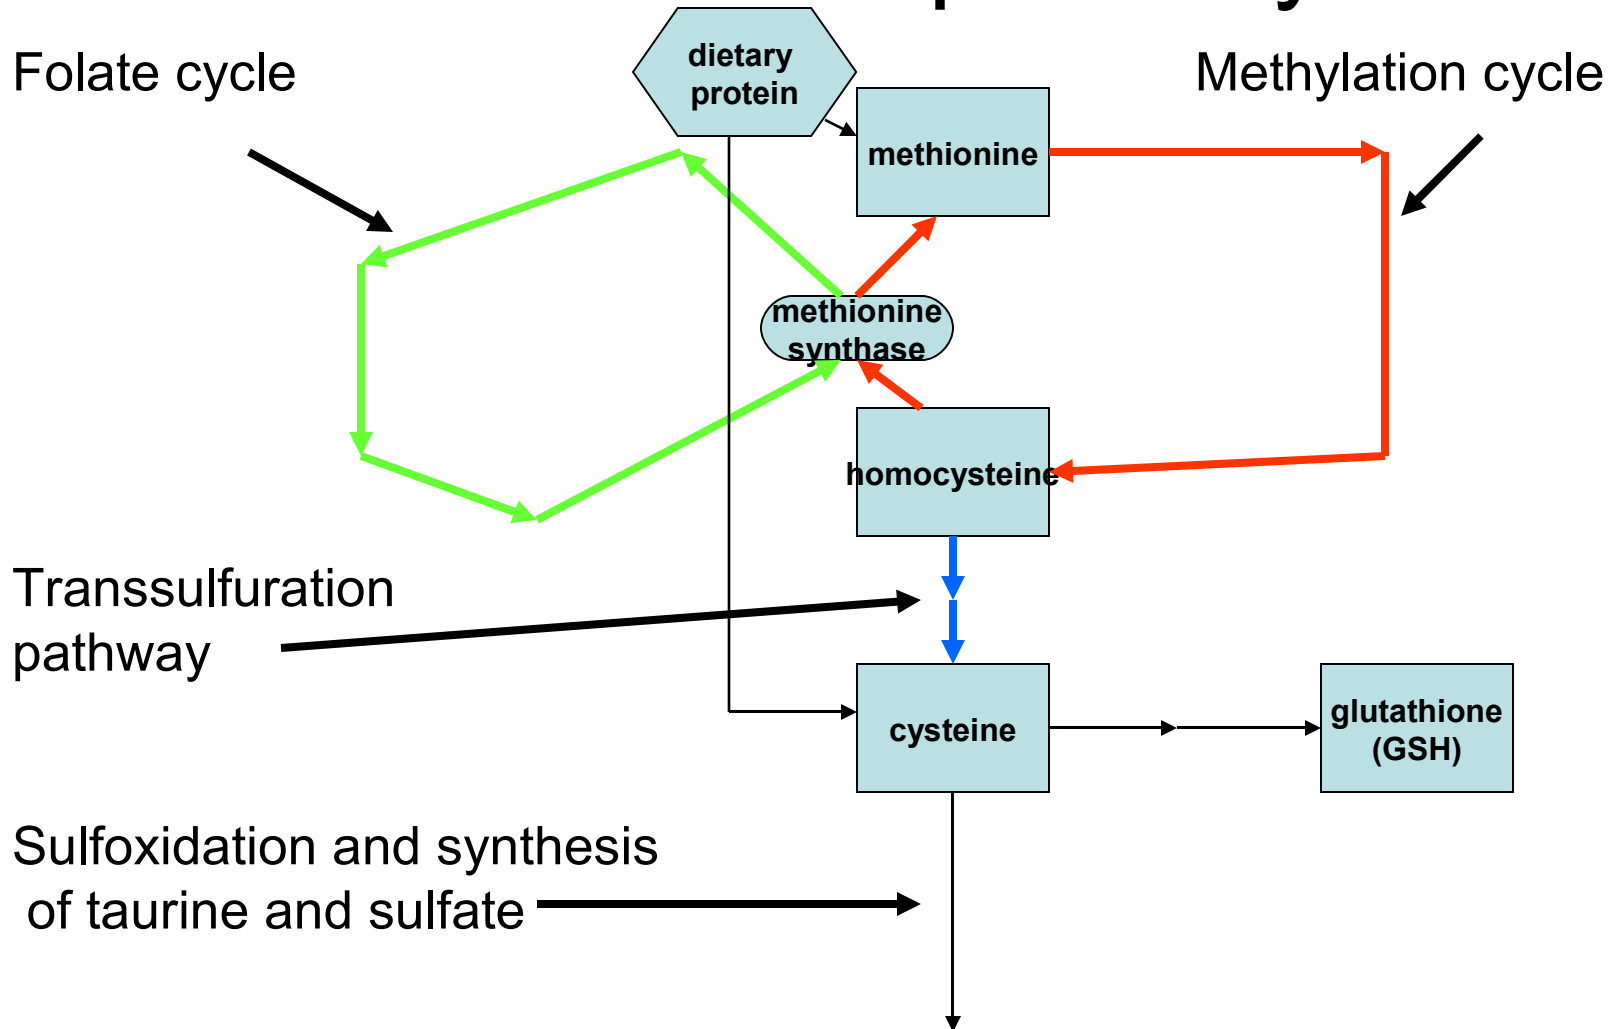 Folate cycle
dietary
protein
Methylation cycle
methionine
methionine
synthase
homocysteine
Transsulfuration
pathway
cysteine
glutathione
(GSH)
Sulfoxidation and synthesis
of taurine and sulfate